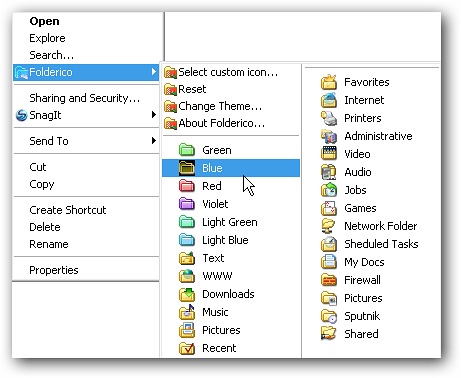 Open
Explore
Search...
Folderico
Sharing and Security...
SnagIt
Send To
Cut
Copy
Create Shortcut
Delete
Rename
Properties
Select custom icon...
Reset
Change Theme...
About Folderico...
Green
Blue
Red
Violet
Light Green
Light Blue
Text
WWW
Downloads
Music
Pictures
Recent
Favorites
Internet
Printers
Administrative
Video
Audio
Jobs
Games
Network Folder
Sheduled Tasks
My Docs
Firewall
Pictures
Sputnik
Shared